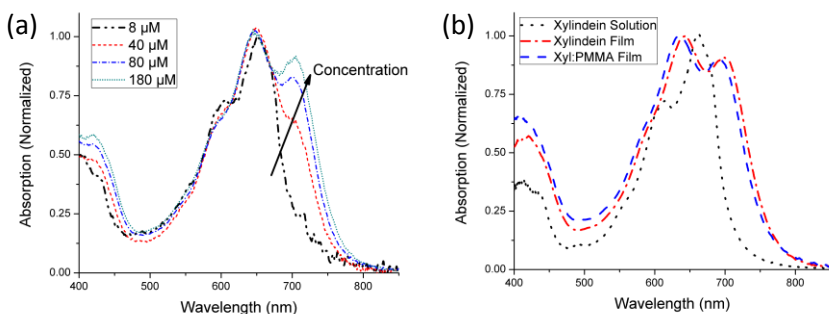 (a)
8 µM
40 µM
80 µM
180 µM
Concentration
Absorption (Normalized)
1.00
0.75
0.50
0.25
0.00
400 500 600 700 800
Wavelength (nm)
(b)
Xylindein Solution
Xylindein Film
Xyl:PMMA Film
Absorption (Normalized)
1.00
0.75
0.50
0.25
0.00
400 500 600 700 800
Wavelength (nm)